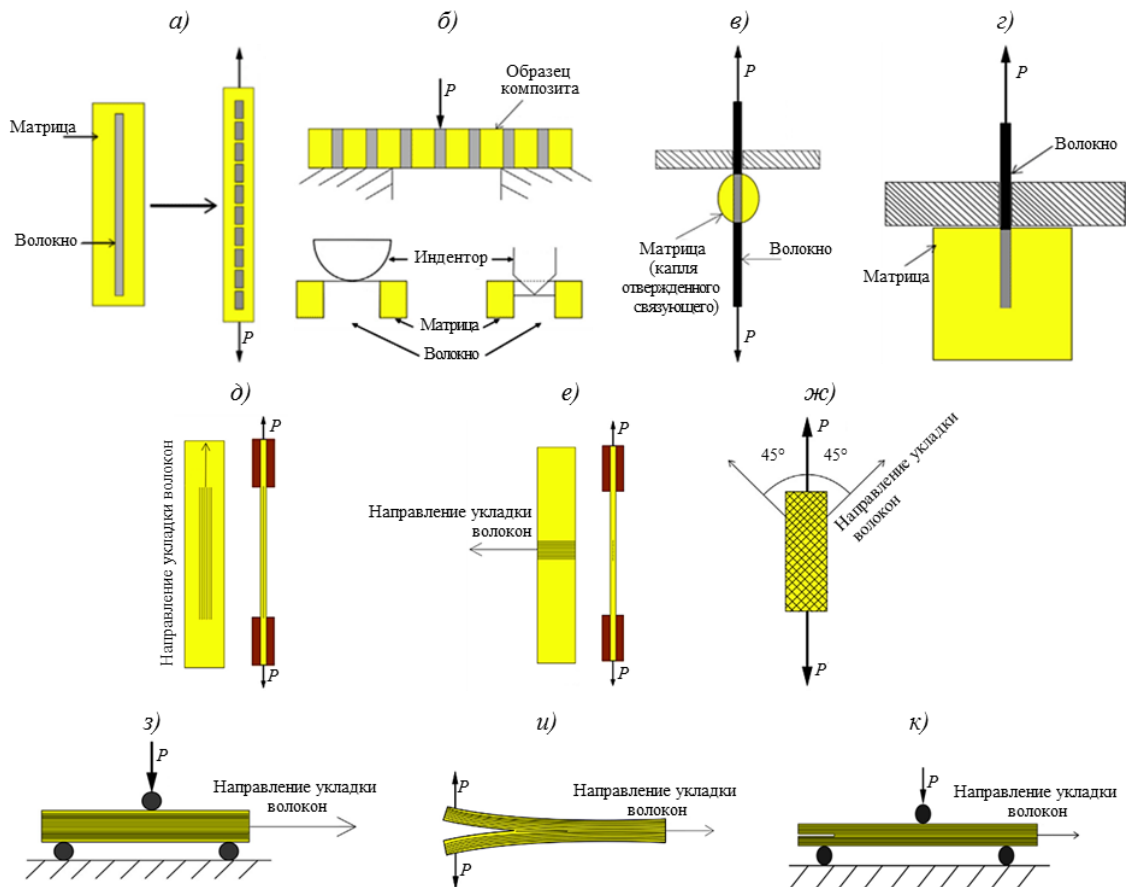 а)
б)
в)
г)
Матрица
Волокно
P
P
P
Образец
композита
Индентор
Матрица
Волокно
P
Матрица
(капля
отвержденного
связующего)
Волокно
P
P
Волокно
Матрица
д)
е)
ж)
Направление укладки волокон
P
P
Направление укладки
волокон
P
P
P
45°
45°
Направление укладки
волокон
P
з)
и)
к)
P
Направление укладки
волокон
P
P
Направление укладки
волокон
P
Направление укладки
волокон